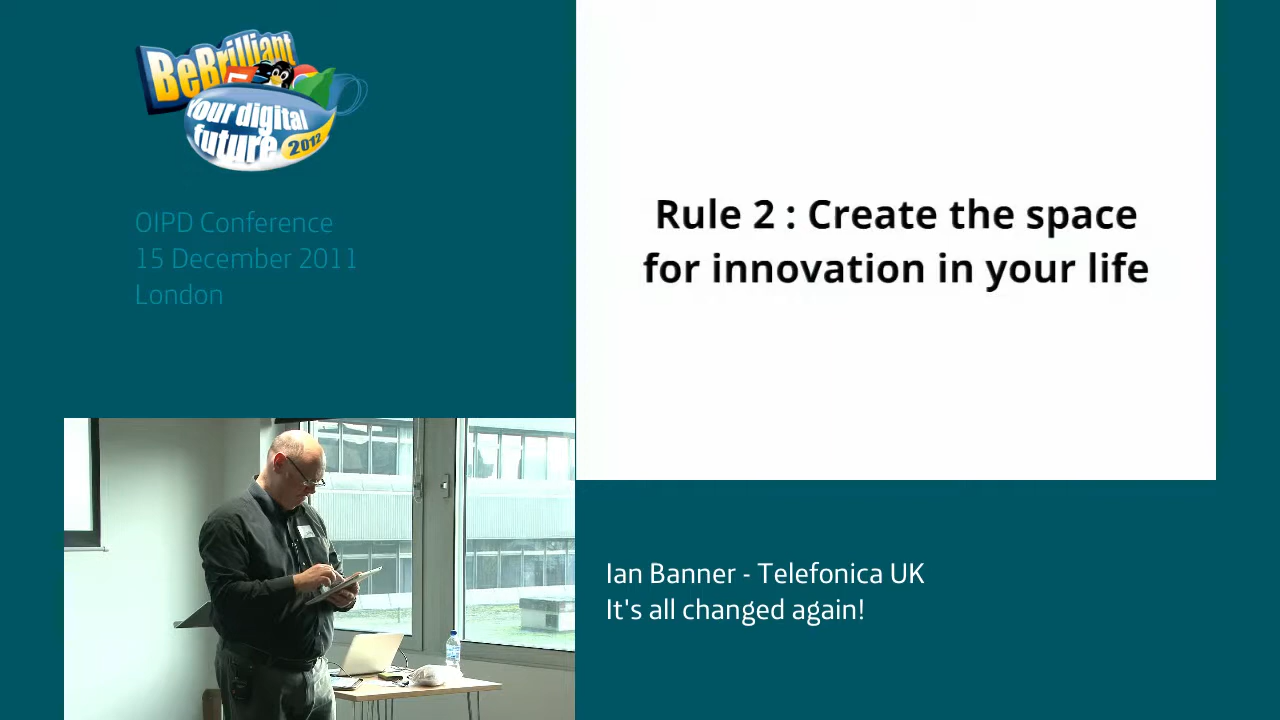 BeBrilliant
Your digital
future
2012
OIPD Conference
15 December 2011
London
Rule 2 : Create the space
for innovation in your life
Ian Banner - Telefonica UK
It's all changed again!